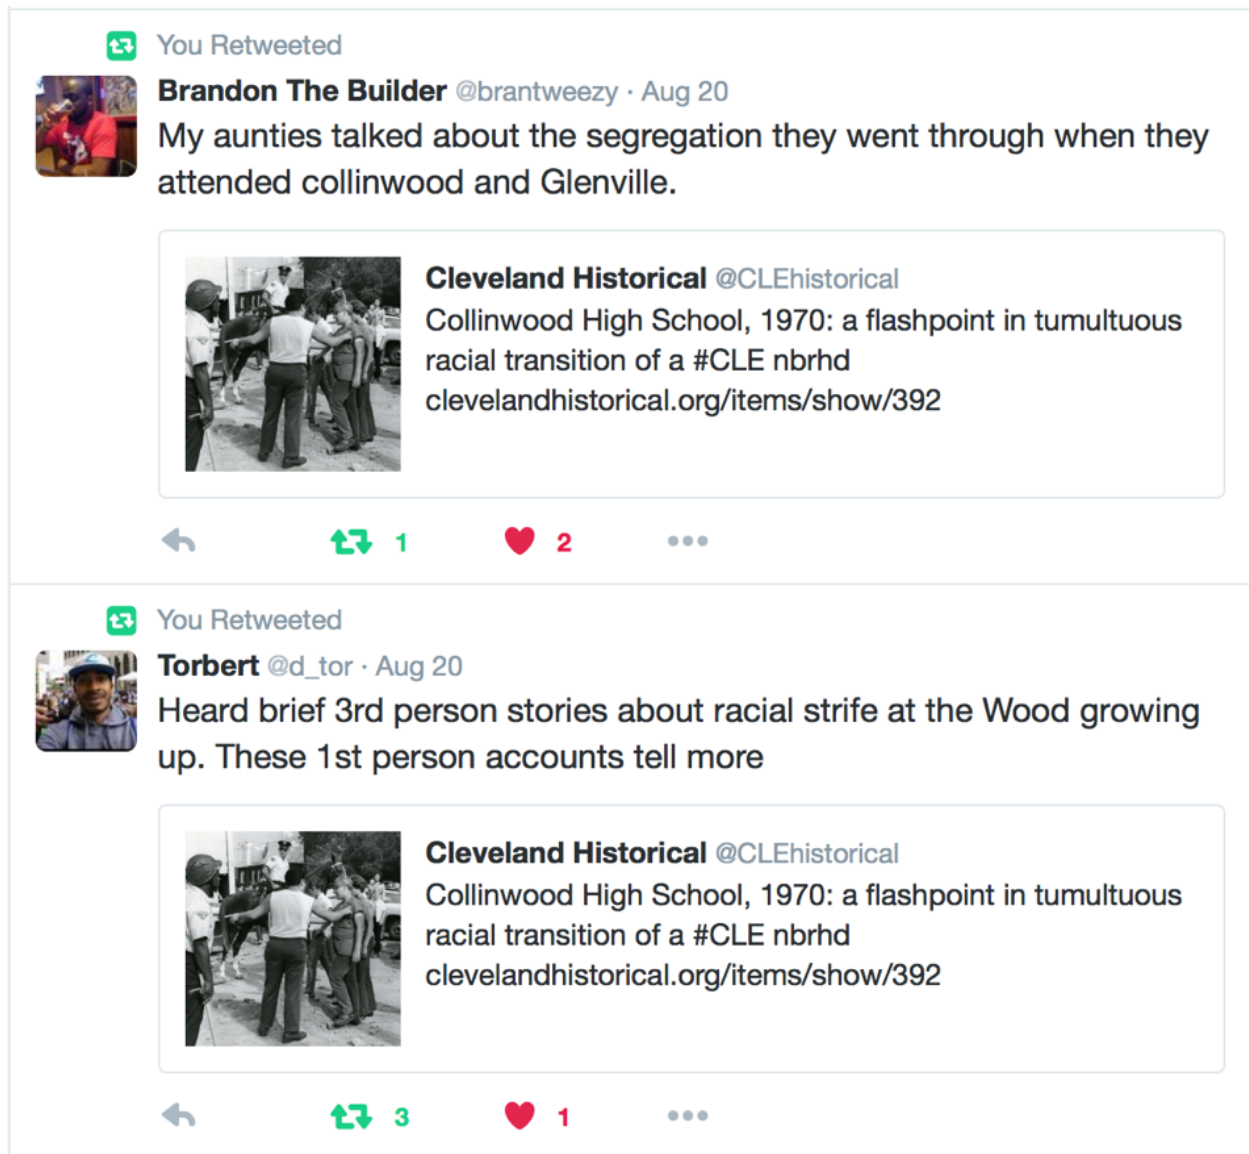 You Retweeted
Brandon The Builder @brantweezy · Aug 20
My aunties talked about the segregation they went through when they
attended collinwood and Glenville.
Cleveland Historical @CLEhistorical
Collinwood High School, 1970: a flashpoint in tumultuous
racial transition of a #CLE nbrhd
clevelandhistorical.org/items/show/392
1 2
You Retweeted
Torbert @d_tor · Aug 20
Heard brief 3rd person stories about racial strife at the Wood growing
up. These 1st person accounts tell more
Cleveland Historical @CLEhistorical
Collinwood High School, 1970: a flashpoint in tumultuous
racial transition of a #CLE nbrhd
clevelandhistorical.org/items/show/392
3 1